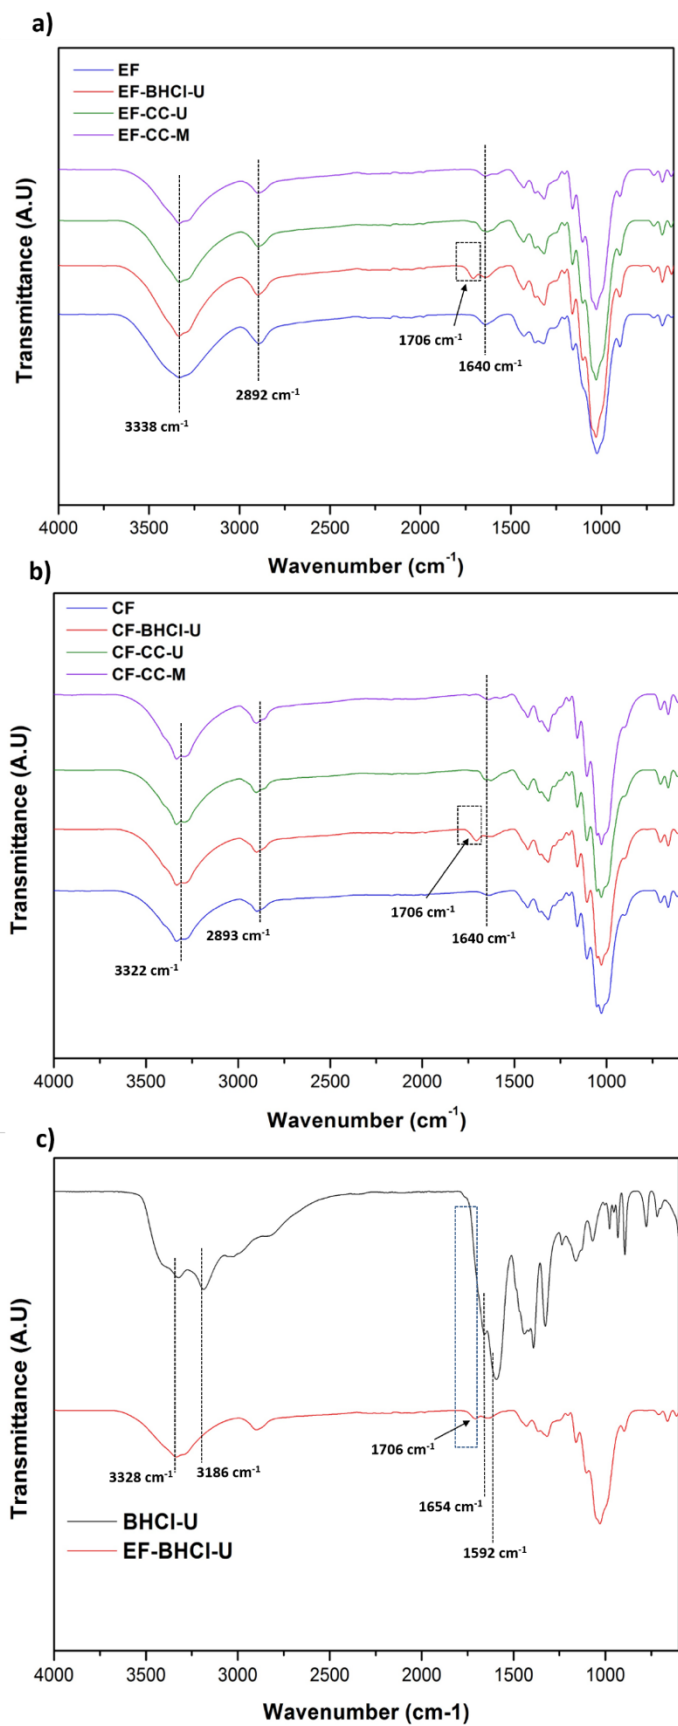 a)
EF
EF-BHCl-U
EF-CC-U
EF-CC-M
Transmittance (A.U)
1706 cm-1
1640 cm-1
2892 cm-1
3338 cm-1
4000 3500 3000 2500 2000 1500 1000
Wavenumber (cm-1)
b)
CF
CF-BHCl-U
CF-CC-U
CF-CC-M
Transmittance (A.U)
1706 cm-1
2893 cm-1
1640 cm-1
3322 cm-1
4000 3500 3000 2500 2000 1500 1000
Wavenumber (cm-1)
c)
Transmittance (A.U)
1706 cm-1
3328 cm-1
3186 cm-1
1654 cm-1
1592 cm-1
BHCl-U
EF-BHCl-U
4000 3500 3000 2500 2000 1500 1000
Wavenumber (cm-1)